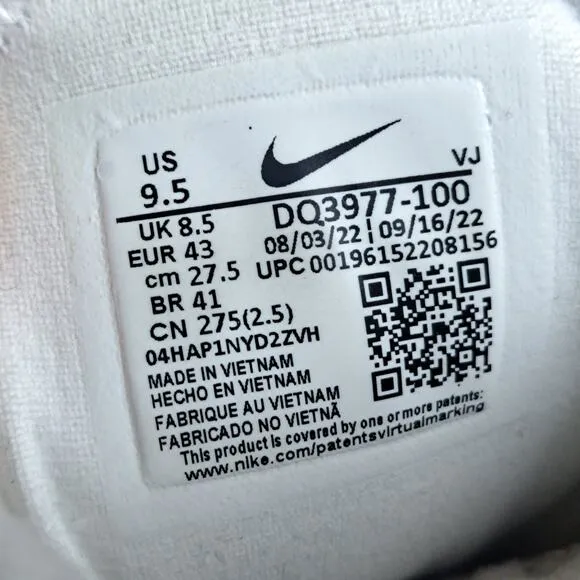 US
9.5
VJ
UK 8.5
DQ3977-100
EUR 43
08/03/22 | 09/16/22
cm 27.5
UPC 00196152208156
BR 41
CN 275(2.5)
04HAP1NYD2ZVH
MADE IN VIETNAM
HECHO EN VIETNAM
FABRIQUE AU VIETNAM
FABRICADO NO VIETNÃ
This product is covered by one or more patents:
www.nike.com/patentsvirtualmarking